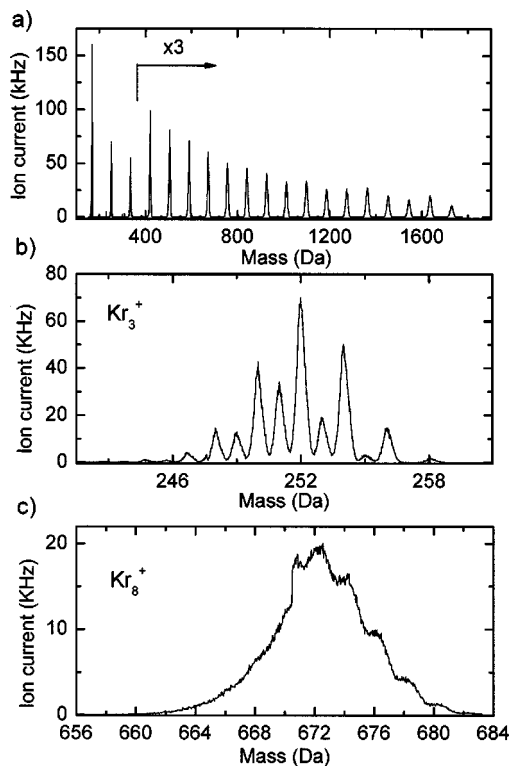 a)
x3
150
100
50
0
Ion current (kHz)
400 800 1200 1600
Mass (Da)
b)
Kr3+
80
60
40
20
0
Ion current (KHz)
246 252 258
Mass (Da)
c)
Kr8+
20
10
0
Ion current (KHz)
656 660 664 668 672 676 680 684
Mass (Da)